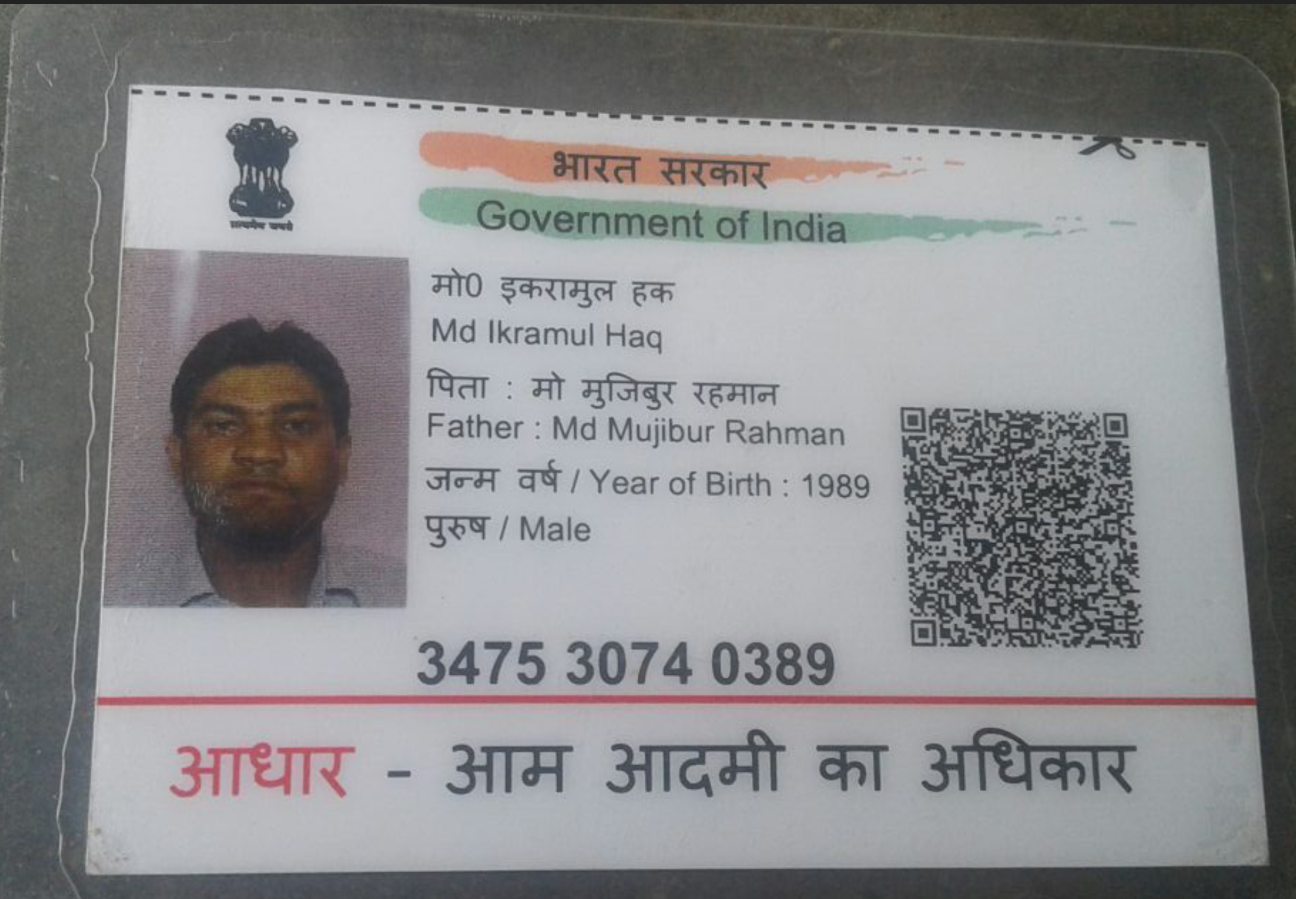 भारत सरकार
Government of India
सत्यमेव जयते
मो0 इकरामुल हक
Md Ikramul Haq
पिता : मो मुजिबुर रहमान
Father : Md Mujibur Rahman
जन्म वर्ष / Year of Birth : 1989
पुरुष / Male
3475 3074 0389
आधार - आम आदमी का अधिकार